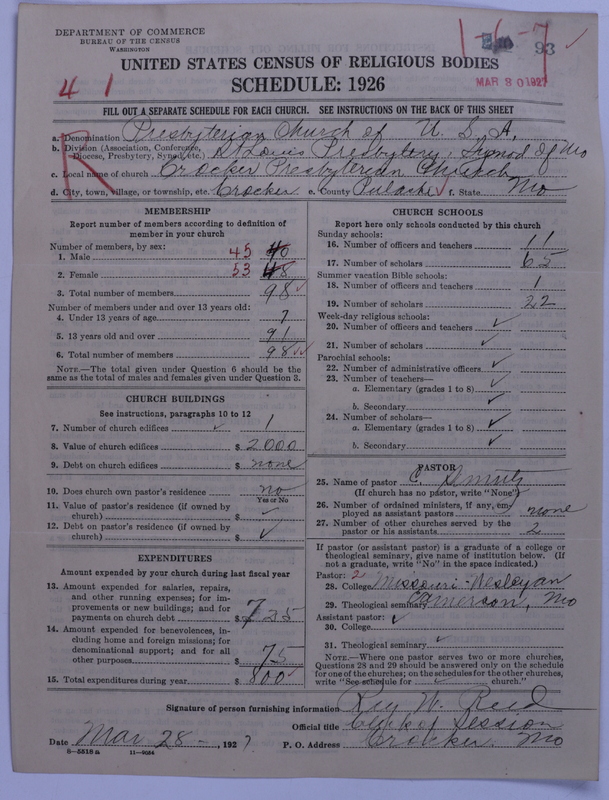 DEPARTMENT OF COMMERCE
BUREAU OF THE CENSUS
WASHINGTON
1-6-7
93
MAR 30 1927
4 1
UNITED STATES CENSUS OF RELIGIOUS BODIES
SCHEDULE: 1926
FILL OUT A SEPARATE SCHEDULE FOR EACH CHURCH. SEE INSTRUCTIONS ON THE BACK OF THIS SHEET
R
a. Denomination Presbyterian Church of U. S. A.
b. Division (Association, Conference, Diocese, Presbytery, Synod, etc.) St Louis Presbytery, Synod of Mo
c. Local name of church Crocker Presbyterian Church
d. City, town, village, or township, etc. Crocker e. County Pulaski f. State Mo
MEMBERSHIP
Report number of members according to definition of
member in your church
Number of members, by sex:
1. Male 45 40
2. Female 53 48
3. Total number of members 98
Number of members under and over 13 years old:
4. Under 13 years of age 7
5. 13 years old and over 91
6. Total number of members 98
NOTE.—The total given under Question 6 should be
same as the total of males and females given under Question 3.
CHURCH BUILDINGS
See instructions, paragraphs 10 to 12
7. Number of church edifices 1
8. Value of church edifices $ 2000
9. Debt on church edifices $ none
10. Does church own pastor's residence no
Yes or No
11. Value of pastor's residence (if owned by
church) $
12. Debt on pastor's residence (if owned by
church) $
EXPENDITURES
Amount expended by your church during last fiscal year
13. Amount expended for salaries, repairs,
and other running expenses; for im-
provements or new buildings; and for
payments on church debt $ 725
14. Amount expended for benevolences, in-
cluding home and foreign missions; for
denominational support; and for all
other purposes $ 75
15. Total expenditures during year $ 800
CHURCH SCHOOLS
Report here only schools conducted by this church
Sunday schools:
16. Number of officers and teachers 11
17. Number of scholars 65
Summer vacation Bible schools:
18. Number of officers and teachers 1
19. Number of scholars 22
Week-day religious schools:
20. Number of officers and teachers
21. Number of scholars
Parochial schools:
22. Number of administrative officers
23. Number of teachers—
a. Elementary (grades 1 to 8)
b. Secondary
24. Number of scholars—
a. Elementary (grades 1 to 8)
b. Secondary
PASTOR
25. Name of pastor C.
(If church has no pastor, write "None")
26. Number of ordained ministers, if any, em-
ployed as assistant pastors none
27. Number of other churches served by the
pastor or his assistants 2
If pastor (or assistant pastor) is a graduate of a college or
theological seminary, give name of institution below. (If
not a graduate, write "No" in the space indicated.)
Pastor: 2
28. College Missouri-Wesleyan
29. Theological seminary Cameron, Mo
Assistant pastor:
30. College
31. Theological seminary
NOTE.—Where one pastor serves two or more churches,
Questions 28 and 29 should be answered only on the schedule
for one of the churches; on the schedules for the other churches,
write "See schedule for church."
Signature of person furnishing information W. Reed
Official title Clerk of Session
Date Mar 28 -, 1927 P. O. Address Crocker Mo
8-5518a 11-9034